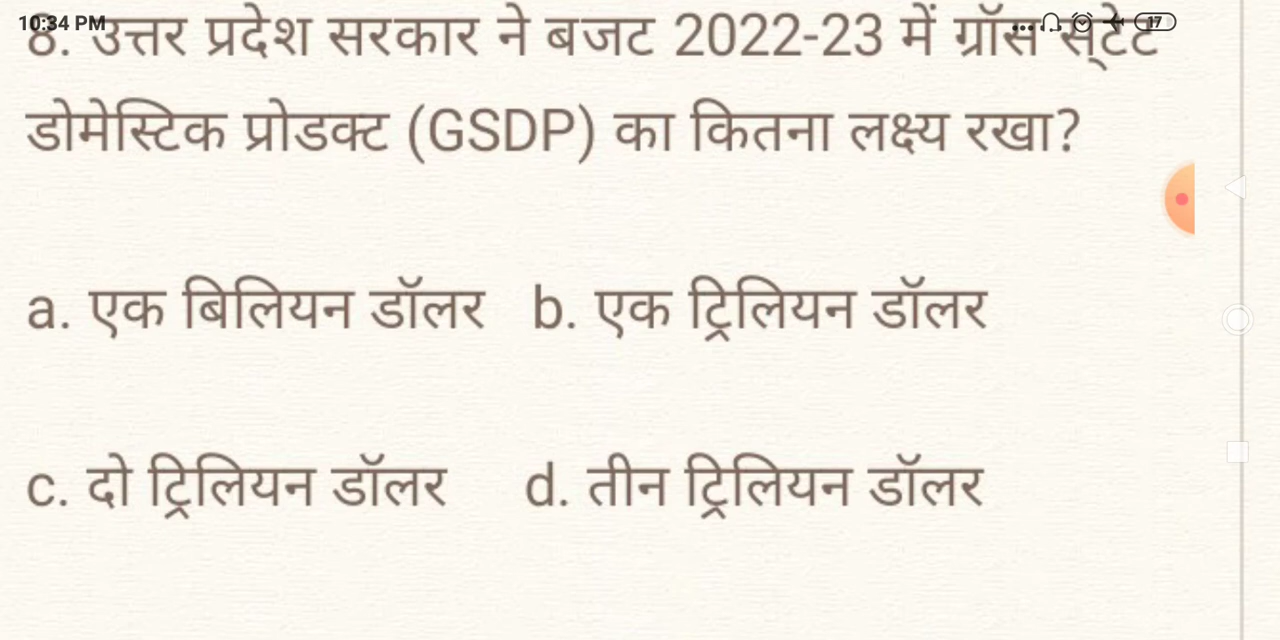 10:34 PM
17
8. उत्तर प्रदेश सरकार ने बजट 2022-23 में ग्रॉस स्टेट
डोमेस्टिक प्रोडक्ट (GSDP) का कितना लक्ष्य रखा?
a. एक बिलियन डॉलर b. एक ट्रिलियन डॉलर
c. दो ट्रिलियन डॉलर d. तीन ट्रिलियन डॉलर